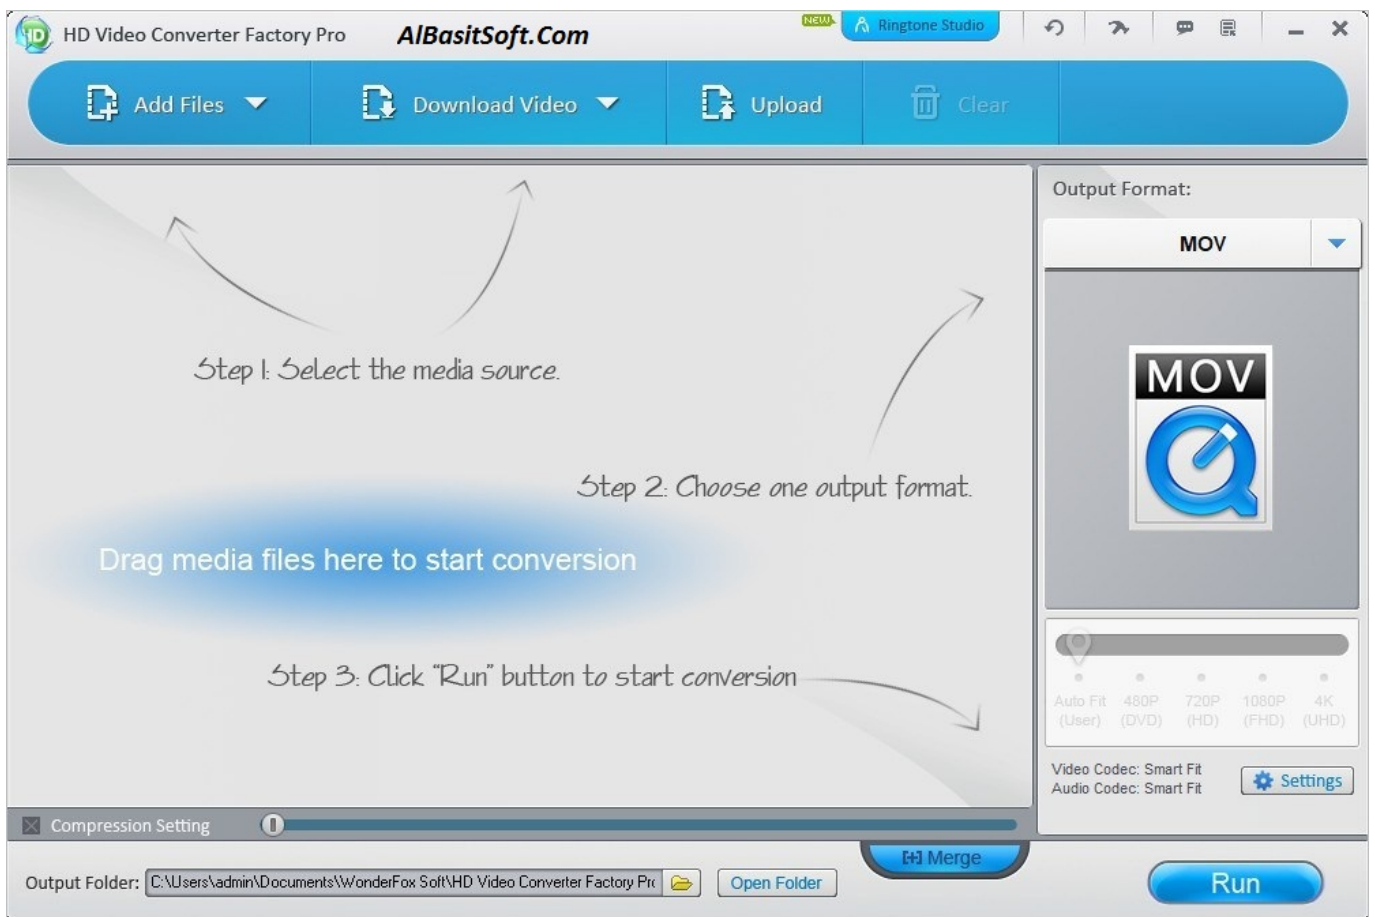 HD
HD Video Converter Factory Pro
AlBasitSoft.Com
NEW
Ringtone Studio
Add Files
Download Video
Upload
Clear
Output Format:
MOV
MOV
Step 1: Select the media source.
Step 2: Choose one output format.
Drag media files here to start conversion
Step 3: Click "Run" button to start conversion
Auto Fit 480P 720P 1080P 4K
(User) (DVD) (HD) (FHD) (UHD)
Video Codec: Smart Fit
Audio Codec: Smart Fit
Settings
Compression Setting
Merge
Output Folder: C:\Users\admin\Documents\WonderFox Soft\HD Video Converter Factory Prc
Open Folder
Run